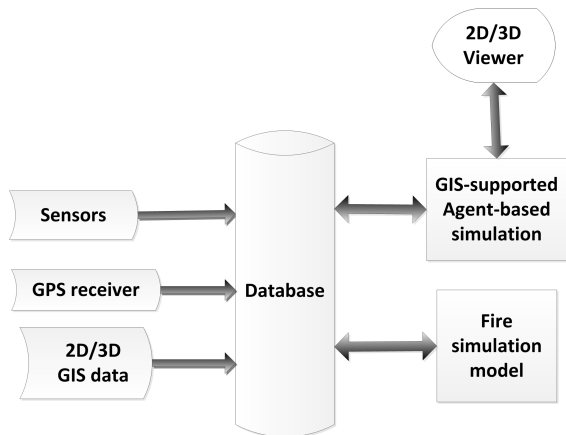 2D/3D
Viewer
GIS-supported
Agent-based
simulation
Sensors
GPS receiver
Database
2D/3D
GIS data
Fire
simulation
model